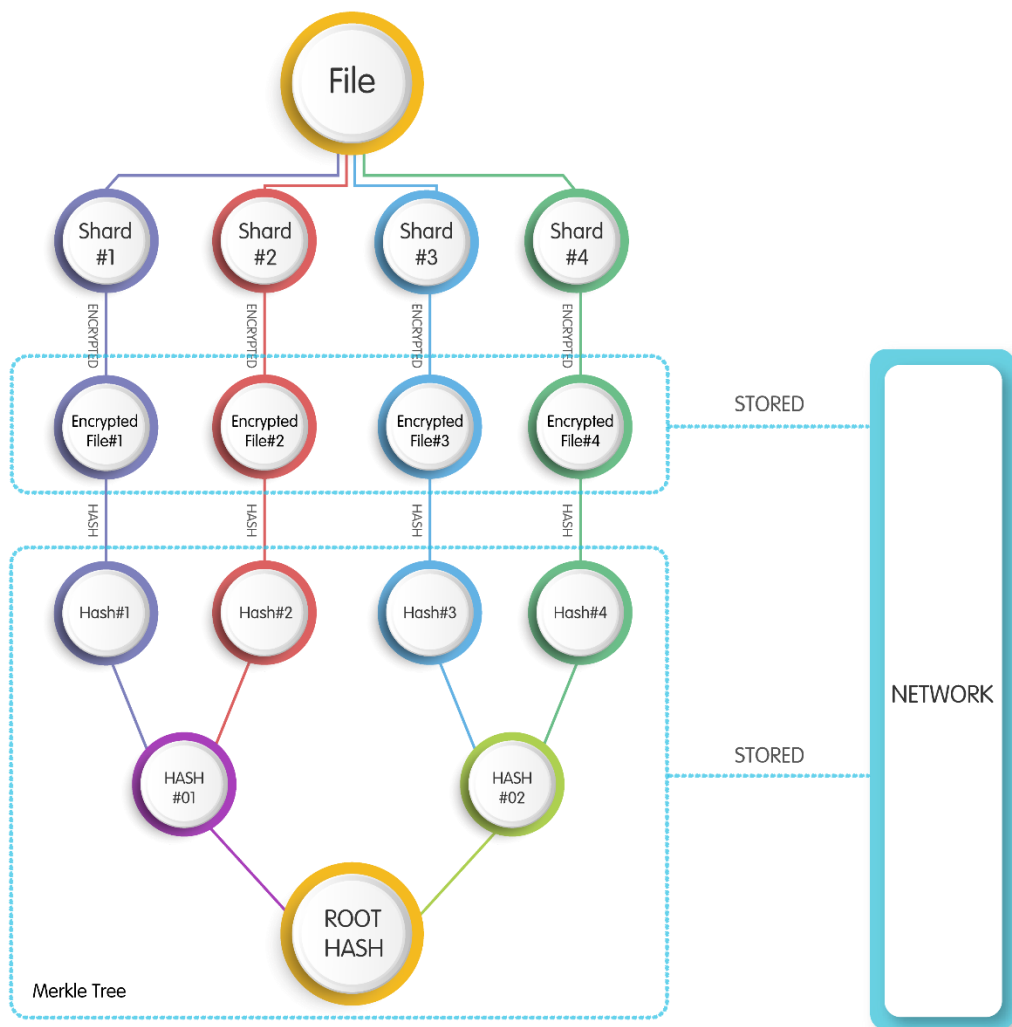 File
Shard
#1
Shard
#2
Shard
#3
Shard
#4
ENCRYPTED
ENCRYPTED
ENCRYPTED
ENCRYPTED
Encrypted
File#1
Encrypted
File#2
Encrypted
File#3
Encrypted
File#4
STORED
HASH
HASH
HASH
HASH
Hash#1
Hash#2
Hash#3
Hash#4
NETWORK
HASH
#01
HASH
#02
STORED
ROOT
HASH
Merkle Tree